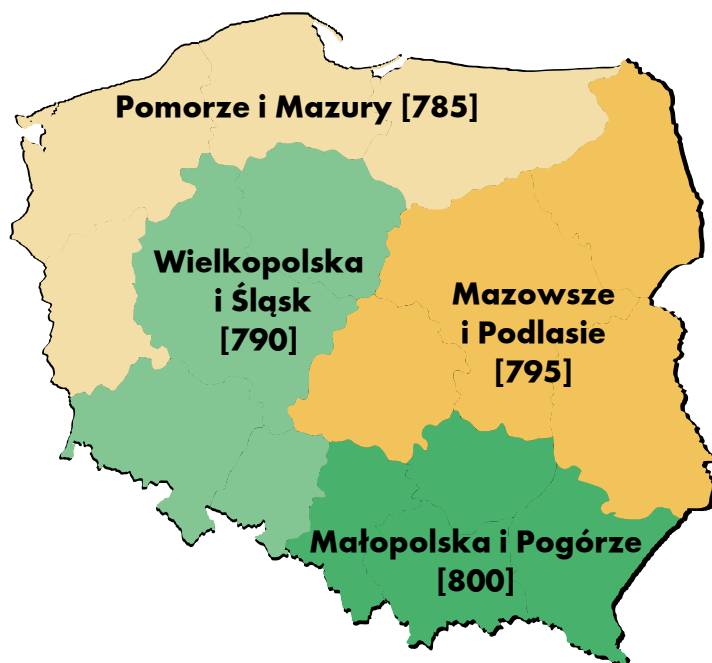 Pomorze i Mazury [785]
Wielkopolska
i Śląsk
[790]
Mazowsze
i Podlasie
[795]
Małopolska i Pogórze
[800]